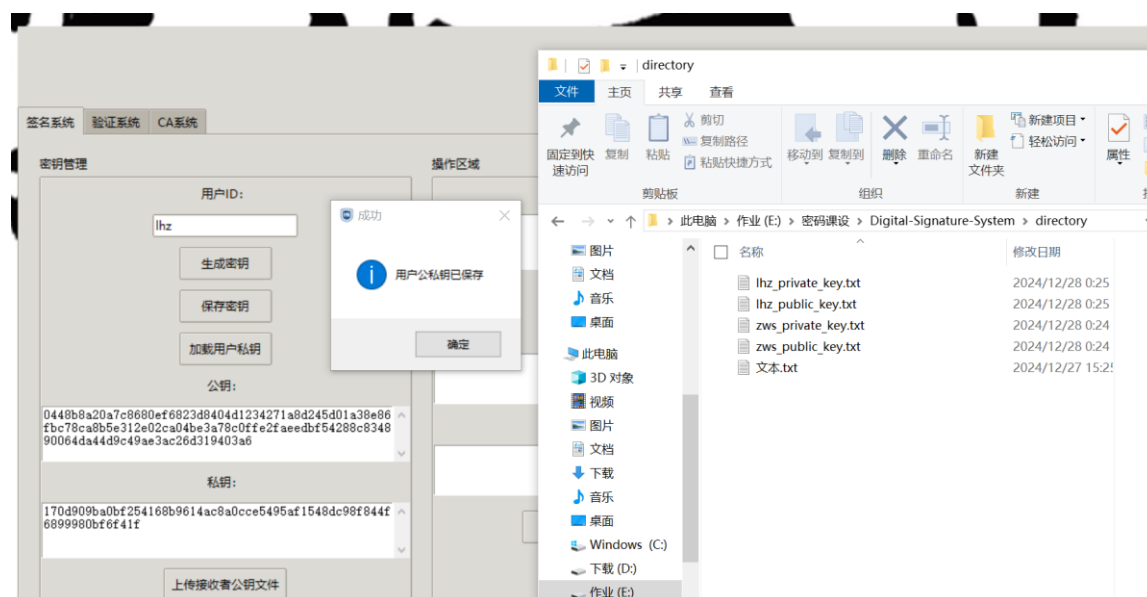 签名系统 验证系统 CA系统
密钥管理
操作区域
用户ID:
lhz
生成密钥
保存密钥
加载用户私钥
公钥:
0448b8a20a7c8680ef6823d8404d1234271a8d245d01a38e86
fbc78ca8b5e312e02ca04be3a78c0ffe2faeedbf54288c8348
90064da44d9c49ae3ac26d319403a6
私钥:
170d909ba0bf254168b9614ac8a0cce5495af1548dc98f844f
6899980bf6f41f
上传接收者公钥文件
成功
用户公私钥已保存
确定
directory
文件 主页 共享 查看
固定到快
速访问
复制
粘贴
剪切
复制路径
粘贴快捷方式
移动到 复制到 删除 重命名
新建
文件夹
新建项目
轻松访问
属性
剪贴板 组织 新建
此电脑 > 作业 (E:) > 密码课设 > Digital-Signature-System > directory
图片
文档
音乐
桌面
此电脑
3D 对象
视频
图片
文档
下载
音乐
桌面
Windows (C:)
下载 (D:)
作业 (E:)
名称 修改日期
lhz_private_key.txt 2024/12/28 0:25
lhz_public_key.txt 2024/12/28 0:25
zws_private_key.txt 2024/12/28 0:24
zws_public_key.txt 2024/12/28 0:24
文本.txt 2024/12/27 15:25